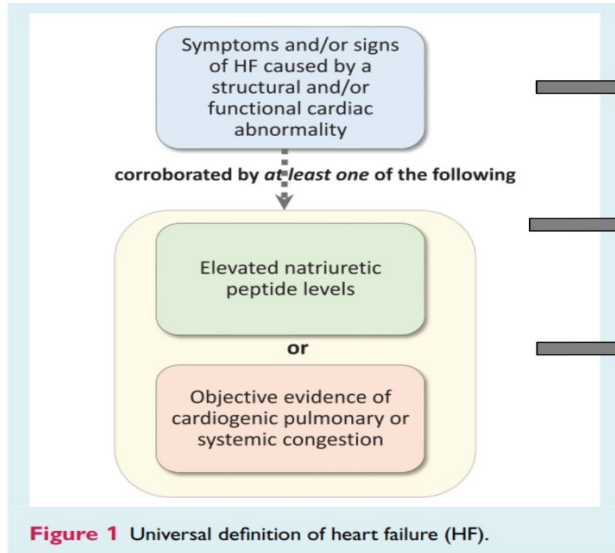 Symptoms and/or signs
of HF caused by a
structural and/or
functional cardiac
abnormality
corroborated by at least one of the following
Elevated natriuretic
peptide levels
or
Objective evidence of
cardiogenic pulmonary or
systemic congestion
Figure 1 Universal definition of heart failure (HF).